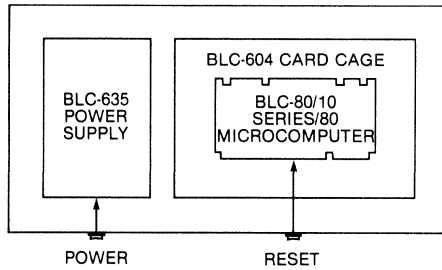 BLC-635
POWER
SUPPLY
BLC-604 CARD CAGE
BLC-80/10
SERIES/80
MICROCOMPUTER
POWER
RESET